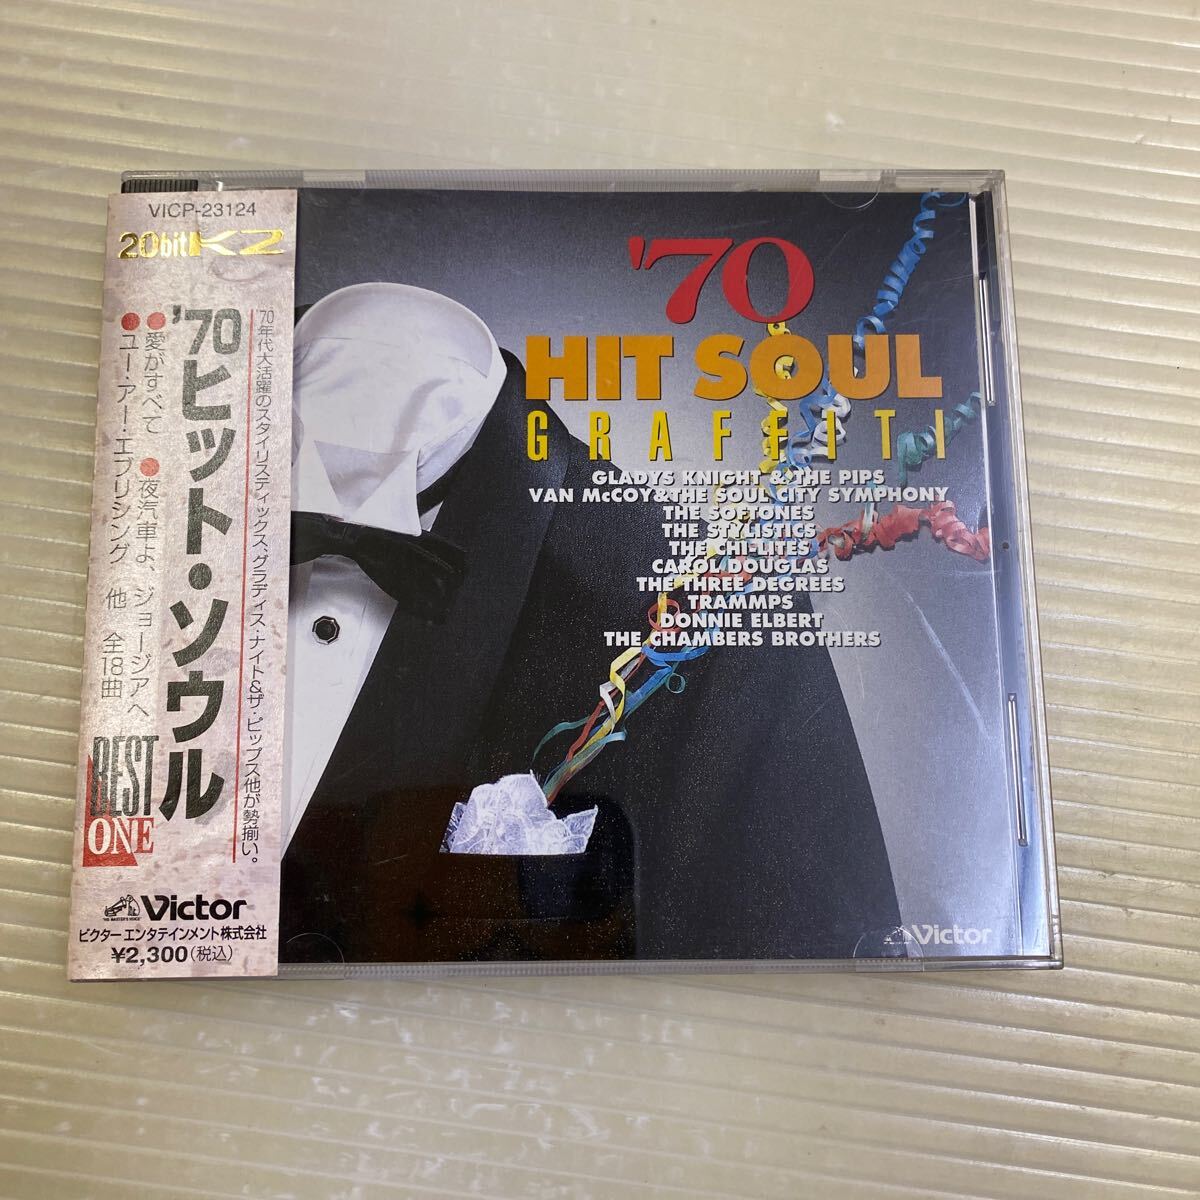 VICP-23124
20bit K2
'70年代大活躍のスタイリスティックス、グラディス・ナイト&ザ・ピップス他が勢揃い。
'70ヒット・ソウル
●愛がすべて ●夜汽車よ、ジョージアへ
●ユー・アー・エブリシング 他 全18曲
BEST
ONE
"HIS MASTER'S VOICE"
Victor
ビクターエンタテインメント株式会社
¥2,300(税込)
'70
HIT SOUL
GRAFFITI
GLADYS KNIGHT & THE PIPS
VAN McCOY&THE SOUL CITY SYMPHONY
THE SOFTONES
THE STYLISTICS
THE CHI-LITES
CAROL DOUGLAS
THE THREE DEGREES
TRAMMPS
DONNIE ELBERT
THE CHAMBERS BROTHERS
Victor